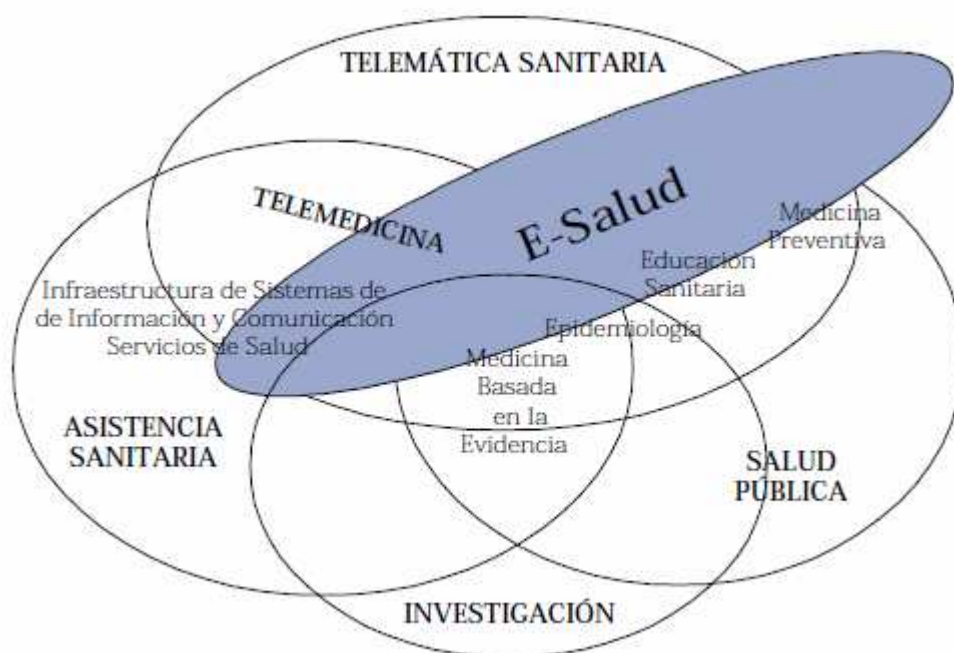 TELEMÁTICA SANITARIA
TELEMEDICINA
E-Salud
Medicina
Preventiva
Educación
Sanitaria
Infraestructura de Sistemas de
de Información y Comunicación
Servicios de Salud
Epidemiología
Medicina
Basada
en la
Evidencia
ASISTENCIA
SANITARIA
SALUD
PÚBLICA
INVESTIGACIÓN